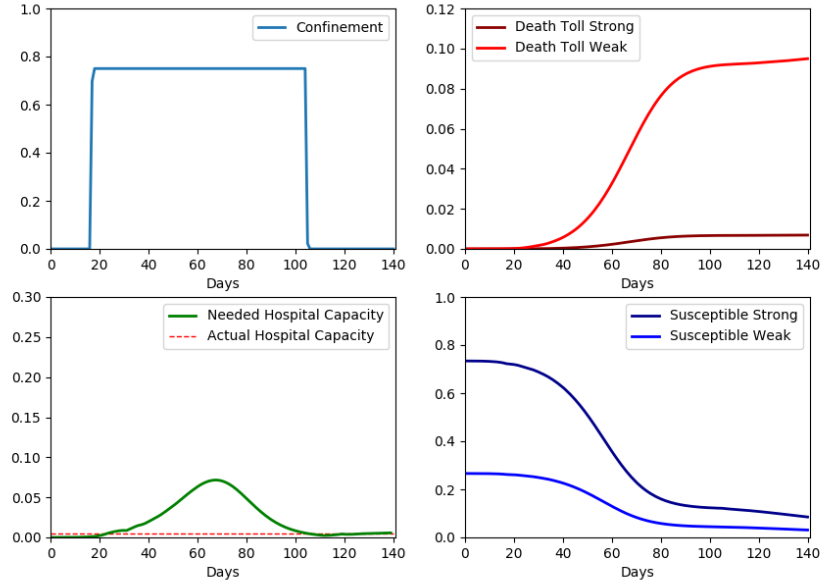 1.0
0.8
0.6
0.4
0.2
0.0
Confinement
0 20 40 60 80 100 120 140
Days
0.12
0.10
0.08
0.06
0.04
0.02
0.00
Death Toll Strong
Death Toll Weak
0 20 40 60 80 100 120 140
Days
0.30
0.25
0.20
0.15
0.10
0.05
0.00
Needed Hospital Capacity
Actual Hospital Capacity
0 20 40 60 80 100 120 140
Days
1.0
0.8
0.6
0.4
0.2
0.0
Susceptible Strong
Susceptible Weak
0 20 40 60 80 100 120 140
Days